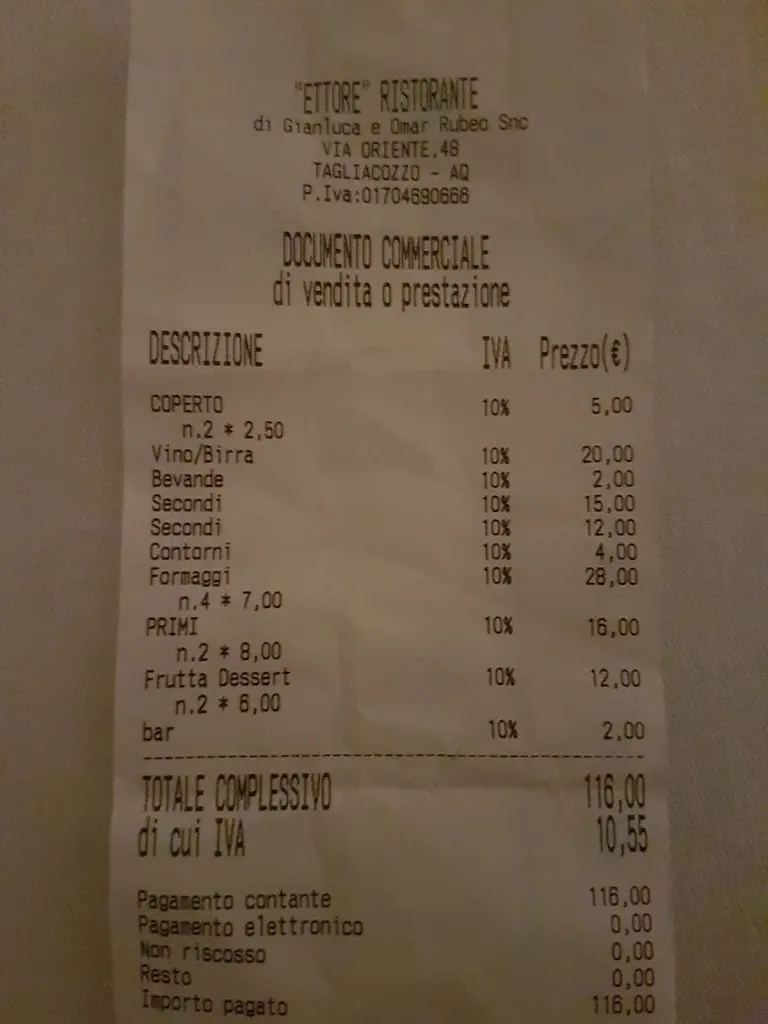 "ETTORE" RISTORANTE
di Gianluca e Omar Rubeo Snc
VIA ORIENTE,48
TAGLIACOZZO - AQ
P.Iva:01704690666
DOCUMENTO COMMERCIALE
di vendita o prestazione
DESCRIZIONE IVA Prezzo(€)
COPERTO 10% 5,00
n.2 * 2,50
Vino/Birra 10% 20,00
Bevande 10% 2,00
Secondi 10% 15,00
Secondi 10% 12,00
Contorni 10% 4,00
Formaggi 10% 28,00
n.4 * 7,00
PRIMI 10% 16,00
n.2 * 8,00
Frutta Dessert 10% 12,00
n.2 * 6,00
bar 10% 2,00
TOTALE COMPLESSIVO 116,00
di cui IVA 10,55
Pagamento contante 116,00
Pagamento elettronico 0,00
Non riscosso 0,00
Resto 0,00
Importo pagato 116,00